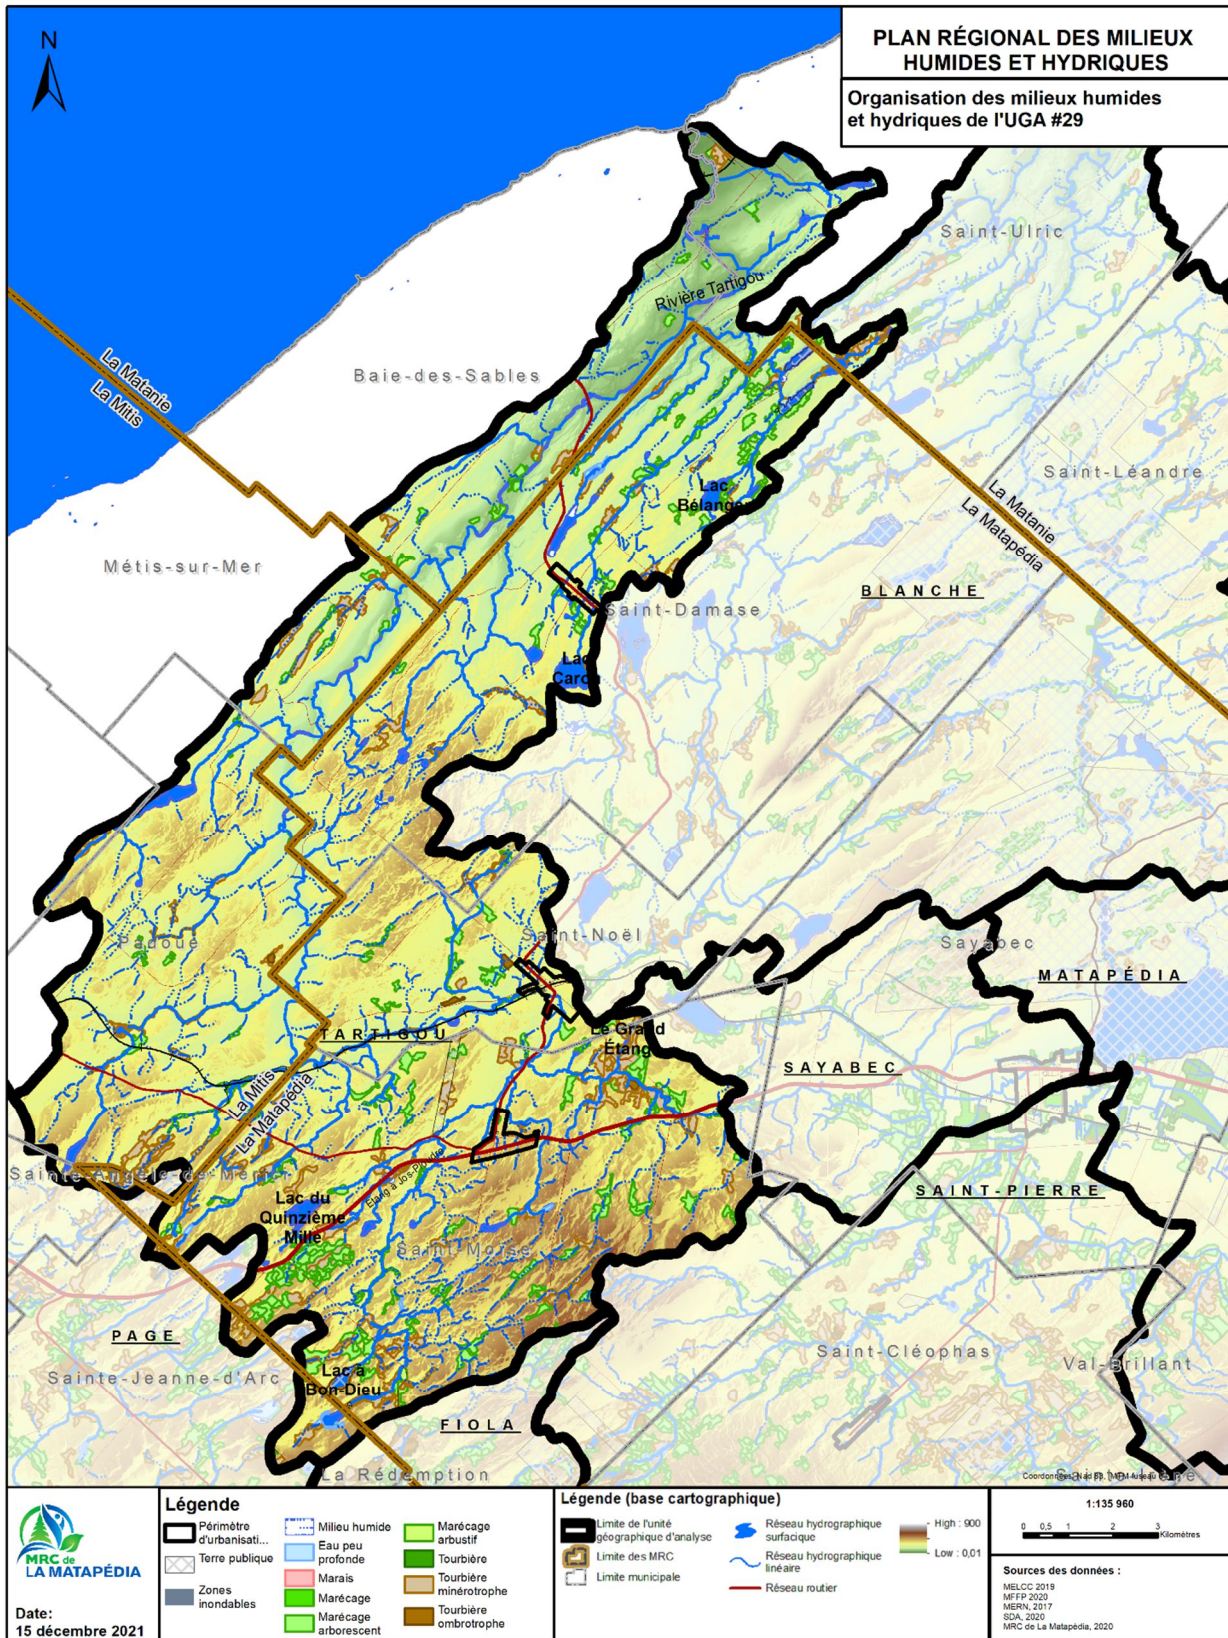 N
PLAN RÉGIONAL DES MILIEUX
HUMIDES ET HYDRIQUES
Organisation des milieux humides
et hydriques de l'UGA #29
Saint-Ulric
Rivière Tartigou
La Matanie
La Mitis
Baie-des-Sables
Saint-Léandre
Lac
Bélanger
La Matanie
La Matapédia
Métis-sur-Mer
BLANCHE
Saint-Damase
Lac
Caron
Padoue
Saint-Noël
Sayabec
MATAPÉDIA
TARTIGOU
Le Grand
Étang
SAYABEC
La Mitis
La Matapédia
Étang à Jos-Plourde
Sainte-Angèle-de-Mérici
SAINT-PIERRE
Lac du
Quinzième
Mille
Saint-Moïse
PAGE
Saint-Cléophas
Val-Brillant
Sainte-Jeanne-d'Arc
Lac à
Bon-Dieu
FIOLA
La Rédemption
MRC de
LA MATAPÉDIA
Date:
15 décembre 2021
Légende
Périmètre
d'urbanisati...
Terre publique
Zones
inondables
Milieu humide
Eau peu
profonde
Marais
Marécage
Marécage
arborescent
Marécage
arbustif
Tourbière
Tourbière
minérotrophe
Tourbière
ombrotrophe
Légende (base cartographique)
Limite de l'unité
géographique d'analyse
Limite des MRC
Limite municipale
Réseau hydrographique
surfacique
Réseau hydrographique
linéaire
Réseau routier
High : 900
Low : 0,01
1:135 960
0 0,5 1 2 3
Kilomètres
Sources des données :
MELCC 2019
MFFP 2020
MERN, 2017
SDA, 2020
MRC de La Matapédia, 2020